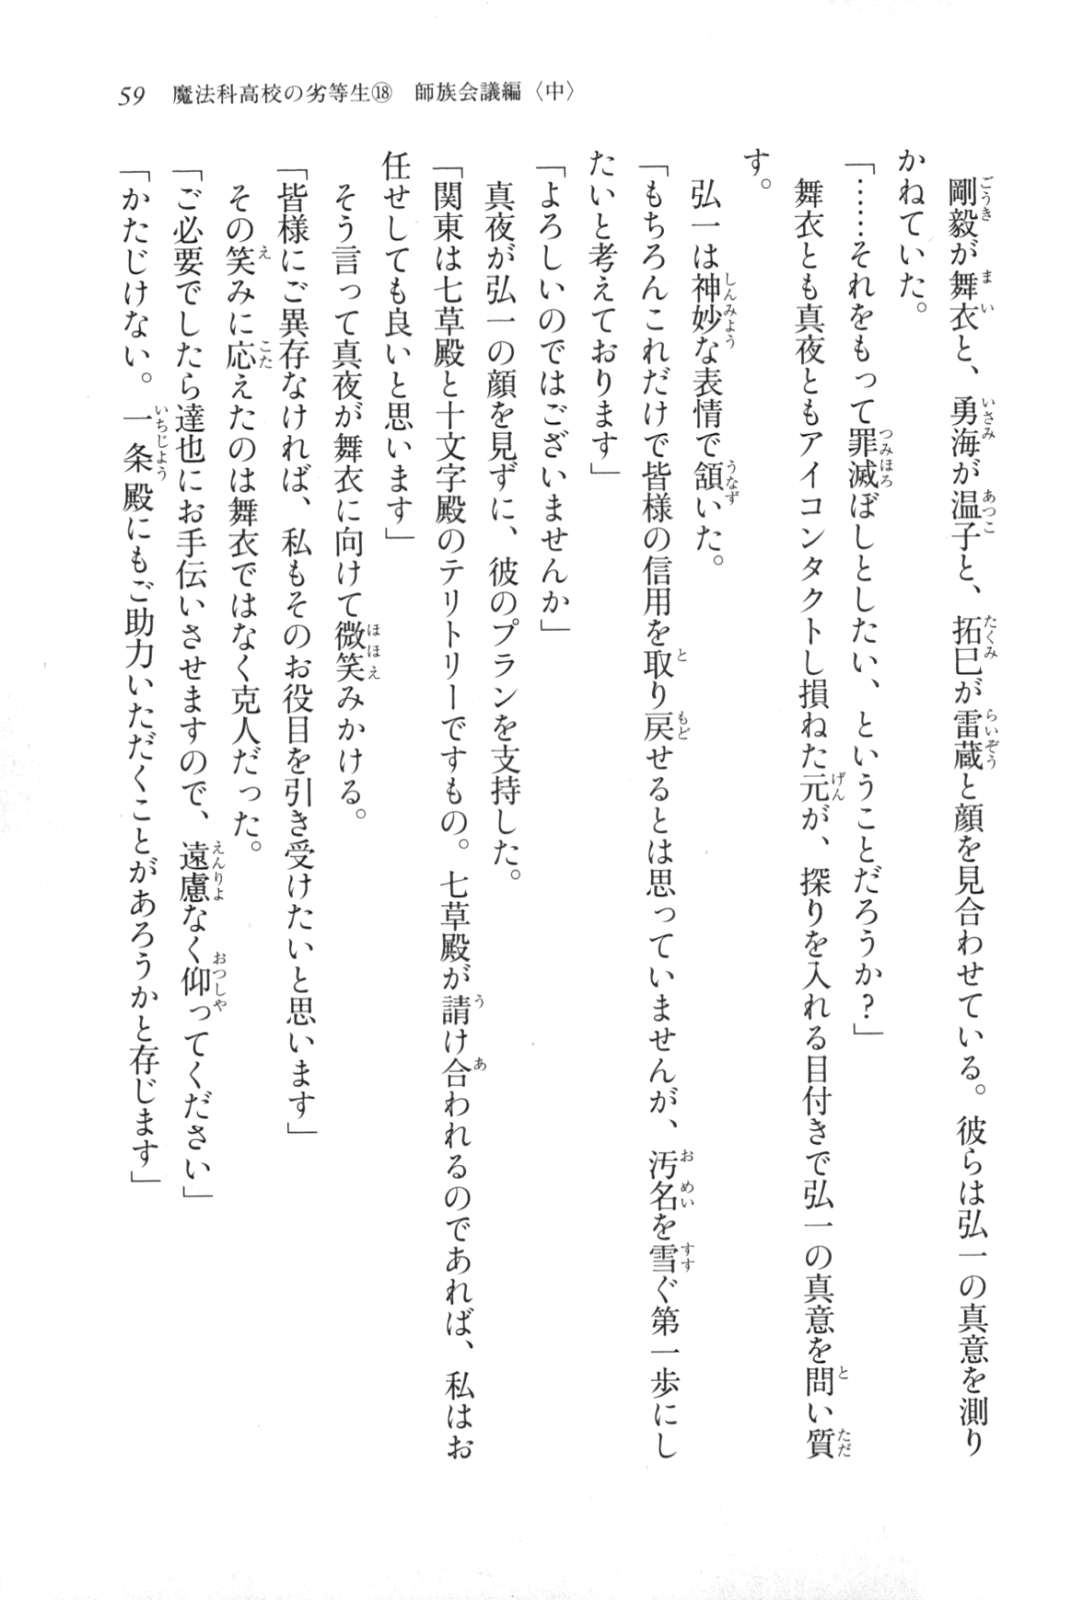 59　魔法科高校の劣等生⑱　師族会議編〈中〉
　剛毅が舞衣と、勇海が温子と、拓巳が雷蔵と顔を見合わせている。彼らは弘一の真意を測り
かねていた。
「……それをもって罪滅ぼしとしたい、ということだろうか？」
　舞衣とも真夜ともアイコンタクトし損ねた元が、探りを入れる目付きで弘一の真意を問い質
す。
　弘一は神妙な表情で頷いた。
「もちろんこれだけで皆様の信用を取り戻せるとは思っていませんが、汚名を雪ぐ第一歩にし
たいと考えております」
「よろしいのではございませんか」
　真夜が弘一の顔を見ずに、彼のプランを支持した。
「関東は七草殿と十文字殿のテリトリーですもの。七草殿が請け合われるのであれば、私はお
任せしても良いと思います」
　そう言って真夜が舞衣に向けて微笑みかける。
「皆様にご異存なければ、私もそのお役目を引き受けたいと思います」
　その笑みに応えたのは舞衣ではなく克人だった。
「ご必要でしたら達也にお手伝いさせますので、遠慮なく仰ってください」
「かたじけない。一条殿にもご助力いただくことがあろうかと存じます」